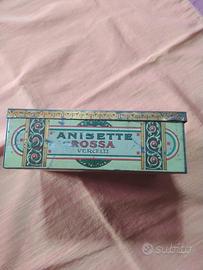 ANISETTE
ROSSA
VERCELLI
subito